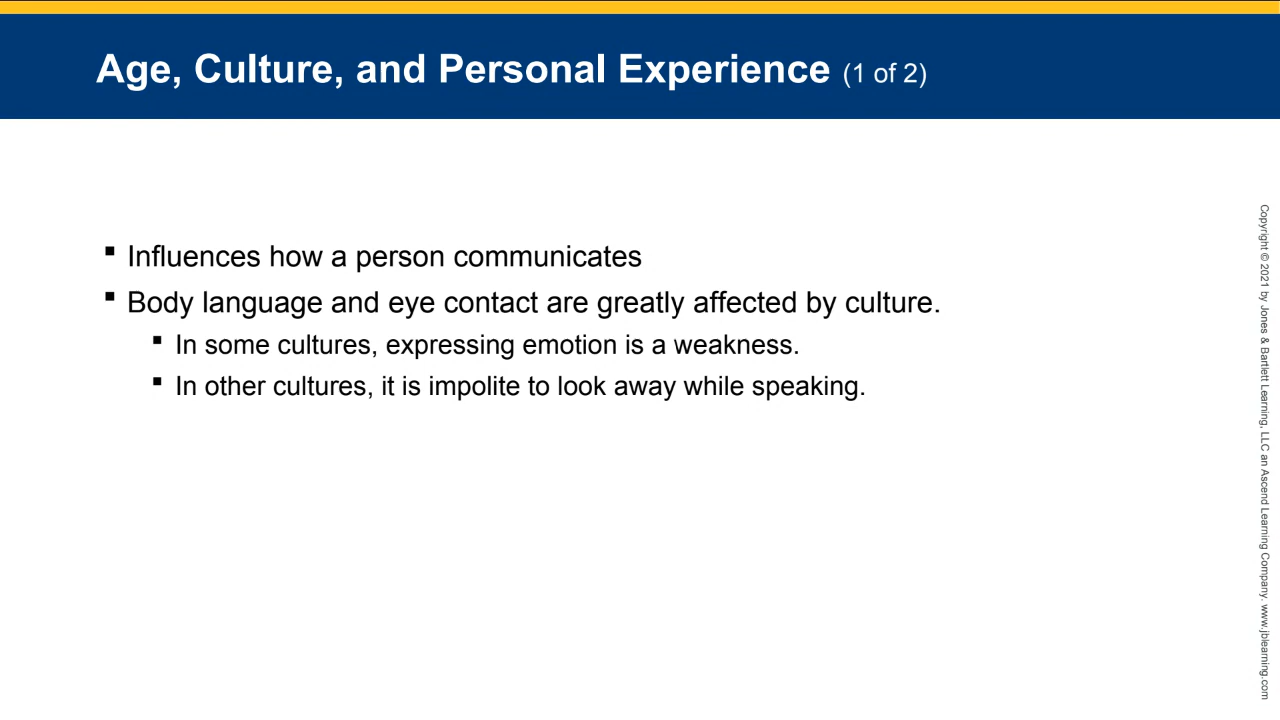 Age, Culture, and Personal Experience (1 of 2)
▪ Influences how a person communicates
▪ Body language and eye contact are greatly affected by culture.
▪ In some cultures, expressing emotion is a weakness.
▪ In other cultures, it is impolite to look away while speaking.
Copyright © 2021 by Jones & Bartlett Learning, LLC an Ascend Learning Company. www.jblearning.com